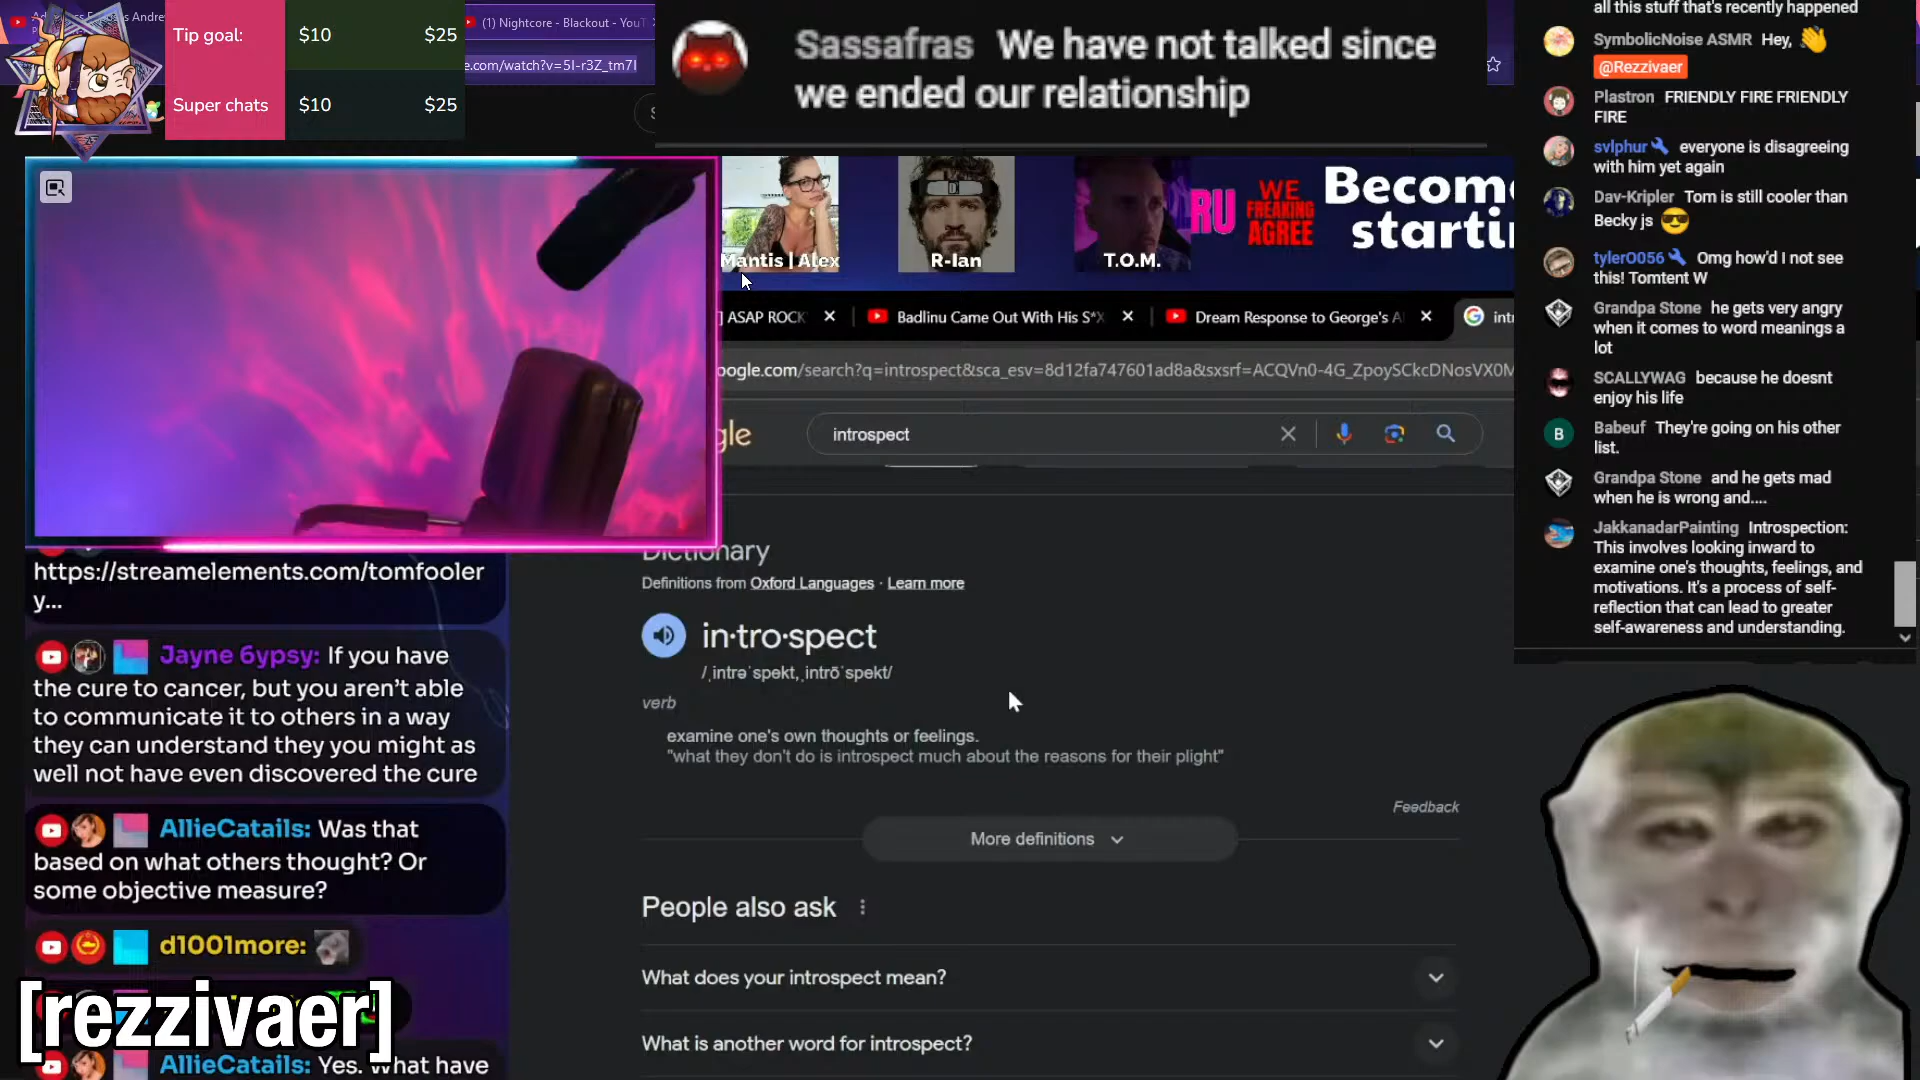 Tip goal: $10 $25
Super chats $10 $25
(1) Nightcore - Blackout - YouT
e.com/watch?v=5I-r3Z_tm7I
Sassafras We have not talked since
we ended our relationship
Mantis | Alex
R-Ian
T.O.M.
RU
WE
FREAKING
AGREE
Becom
starti
ASAP ROCK
Badlinu Came Out With His S*X
Dream Response to George's A
int
oogle.com/search?q=introspect&sca_esv=8d12fa747601ad8a&sxsrf=ACQVn0-4G_ZpoySCkcDNosVX0M
gle
introspect
Dictionary
Definitions from Oxford Languages · Learn more
in·tro·spect
/ˌintrəˈspekt,ˌintrōˈspekt/
verb
examine one's own thoughts or feelings.
"what they don't do is introspect much about the reasons for their plight"
Feedback
More definitions
People also ask
What does your introspect mean?
What is another word for introspect?
https://streamelements.com/tomfooler
y...
Jayne 6ypsy: If you have
the cure to cancer, but you aren't able
to communicate it to others in a way
they can understand they you might as
well not have even discovered the cure
AllieCatails: Was that
based on what others thought? Or
some objective measure?
d1001more:
[rezzivaer]
AllieCatails: Yes. What have
all this stuff that's recently happened
SymbolicNoise ASMR Hey,
@Rezzivaer
Plastron FRIENDLY FIRE FRIENDLY
FIRE
svlphur everyone is disagreeing
with him yet again
Dav-Kripler Tom is still cooler than
Becky js
tyler0056 Omg how'd I not see
this! Tomtent W
Grandpa Stone he gets very angry
when it comes to word meanings a
lot
SCALLYWAG because he doesnt
enjoy his life
B
Babeuf They're going on his other
list.
Grandpa Stone and he gets mad
when he is wrong and....
JakkanadarPainting Introspection:
This involves looking inward to
examine one's thoughts, feelings, and
motivations. It's a process of self-
reflection that can lead to greater
self-awareness and understanding.